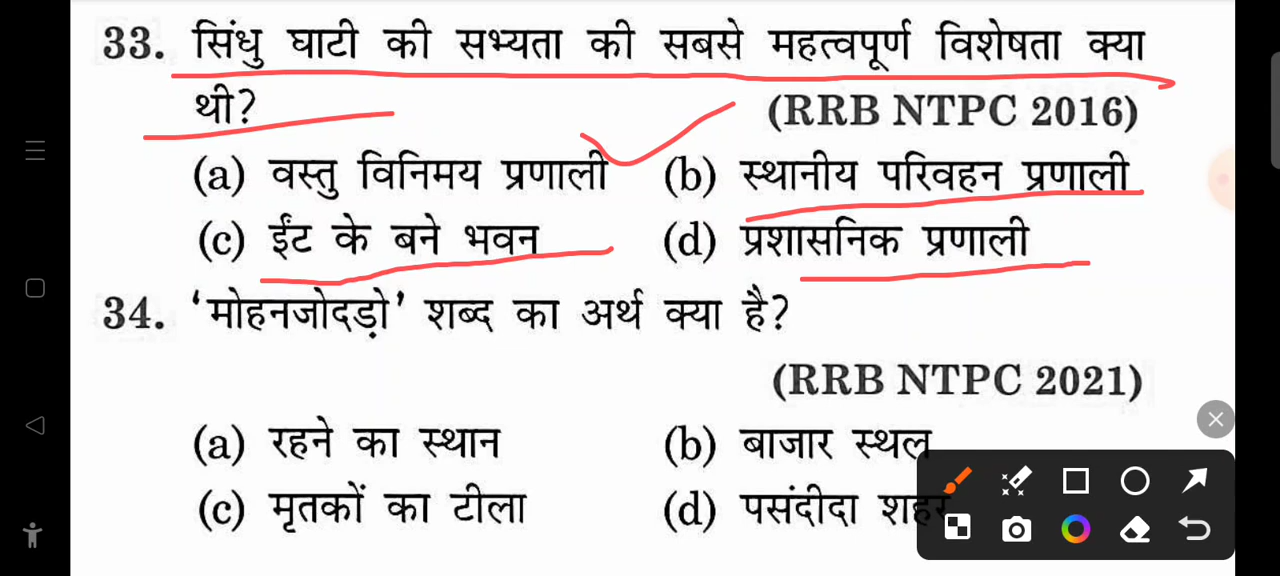 33. सिंधु घाटी की सभ्यता की सबसे महत्वपूर्ण विशेषता क्या
थी? (RRB NTPC 2016)
(a) वस्तु विनिमय प्रणाली (b) स्थानीय परिवहन प्रणाली
(c) ईंट के बने भवन (d) प्रशासनिक प्रणाली
34. 'मोहनजोदड़ो' शब्द का अर्थ क्या है?
(RRB NTPC 2021)
(a) रहने का स्थान (b) बाजार स्थल
(c) मृतकों का टीला (d) पसंदीदा शहर